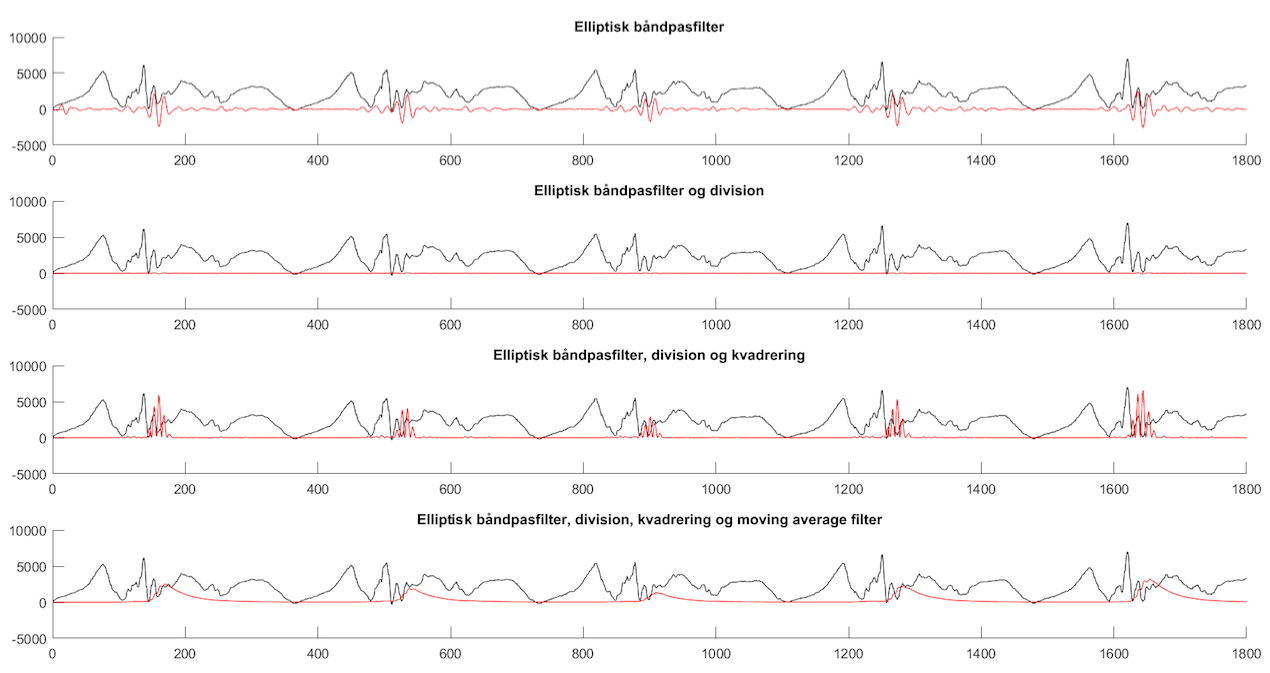 Elliptisk båndpasfilter
10000
5000
0
-5000
0 200 400 600 800 1000 1200 1400 1600 1800
Elliptisk båndpasfilter og division
10000
5000
0
-5000
0 200 400 600 800 1000 1200 1400 1600 1800
Elliptisk båndpasfilter, division og kvadrering
10000
5000
0
-5000
0 200 400 600 800 1000 1200 1400 1600 1800
Elliptisk båndpasfilter, division, kvadrering og moving average filter
10000
5000
0
-5000
0 200 400 600 800 1000 1200 1400 1600 1800